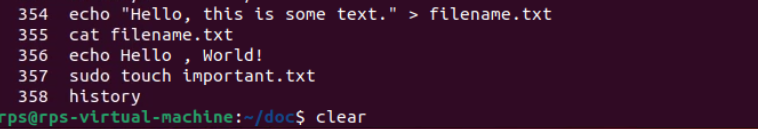 354 echo "Hello, this is some text." > filename.txt
355 cat filename.txt
356 echo Hello , World!
357 sudo touch important.txt
358 history
rps@rps-virtual-machine:~/doc$ clear